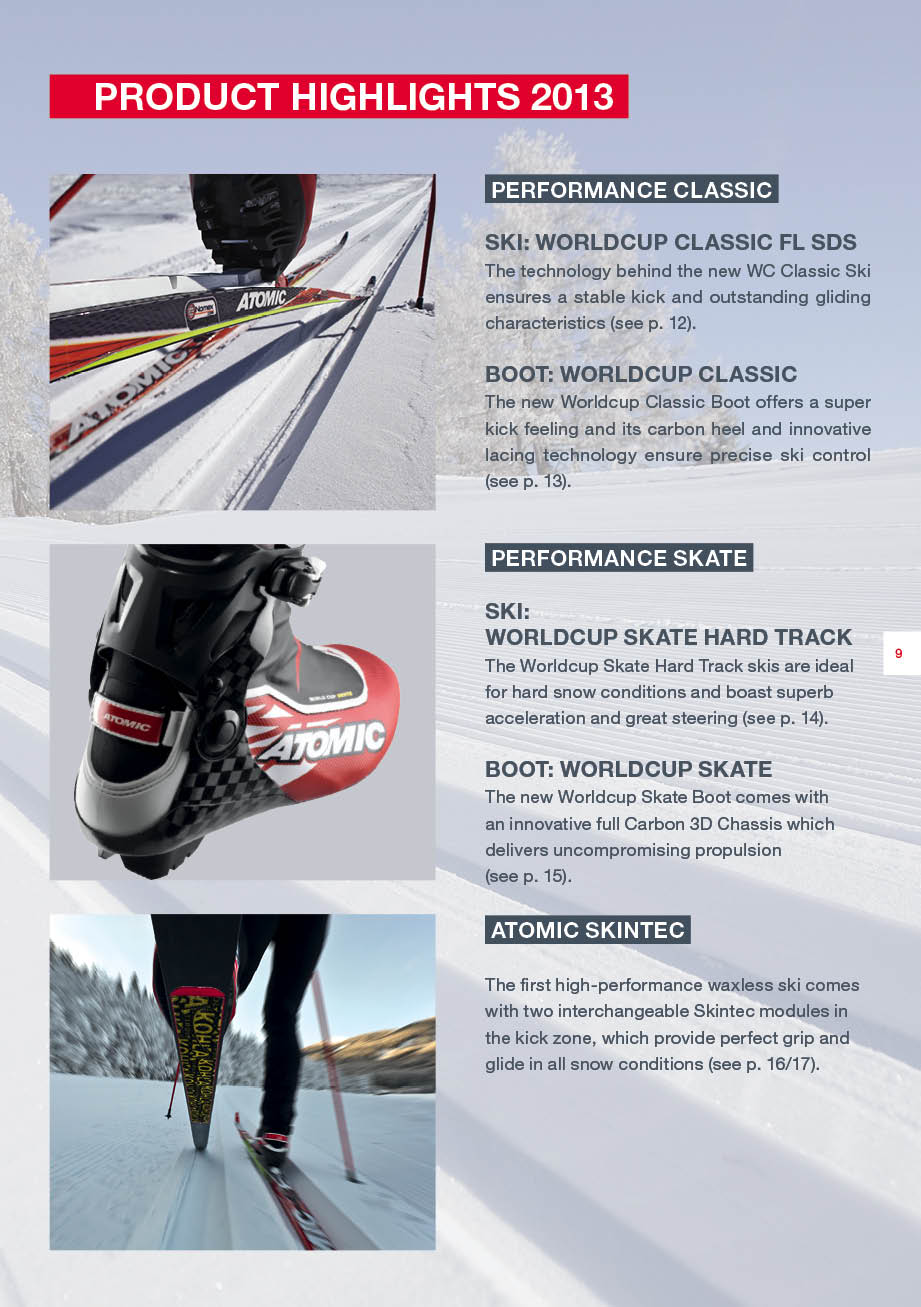 PRODUCT HIGHLIGHTS 2013
Nomex
ATOMIC
ATOMIC
PERFORMANCE CLASSIC
SKI: WORLDCUP CLASSIC FL SDS
The technology behind the new WC Classic Ski
ensures a stable kick and outstanding gliding
characteristics (see p. 12).
BOOT: WORLDCUP CLASSIC
The new Worldcup Classic Boot offers a super
kick feeling and its carbon heel and innovative
lacing technology ensure precise ski control
(see p. 13).
WORLD CUP SKATE
ATOMIC
ATOMIC
PERFORMANCE SKATE
SKI:
WORLDCUP SKATE HARD TRACK
The Worldcup Skate Hard Track skis are ideal
for hard snow conditions and boast superb
acceleration and great steering (see p. 14).
BOOT: WORLDCUP SKATE
The new Worldcup Skate Boot comes with
an innovative full Carbon 3D Chassis which
delivers uncompromising propulsion
(see p. 15).
9
KOHLA
ATOMIC SKINTEC
The first high-performance waxless ski comes
with two interchangeable Skintec modules in
the kick zone, which provide perfect grip and
glide in all snow conditions (see p. 16/17).